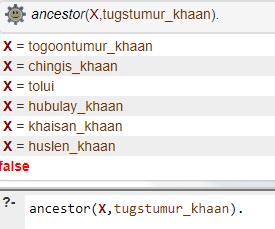 ancestor(X,tugstumur_khaan).
X = togoontumur_khaan
X = chingis_khaan
X = tolui
X = hubulay_khaan
X = khaisan_khaan
X = huslen_khaan
false
?- ancestor(X,tugstumur_khaan).